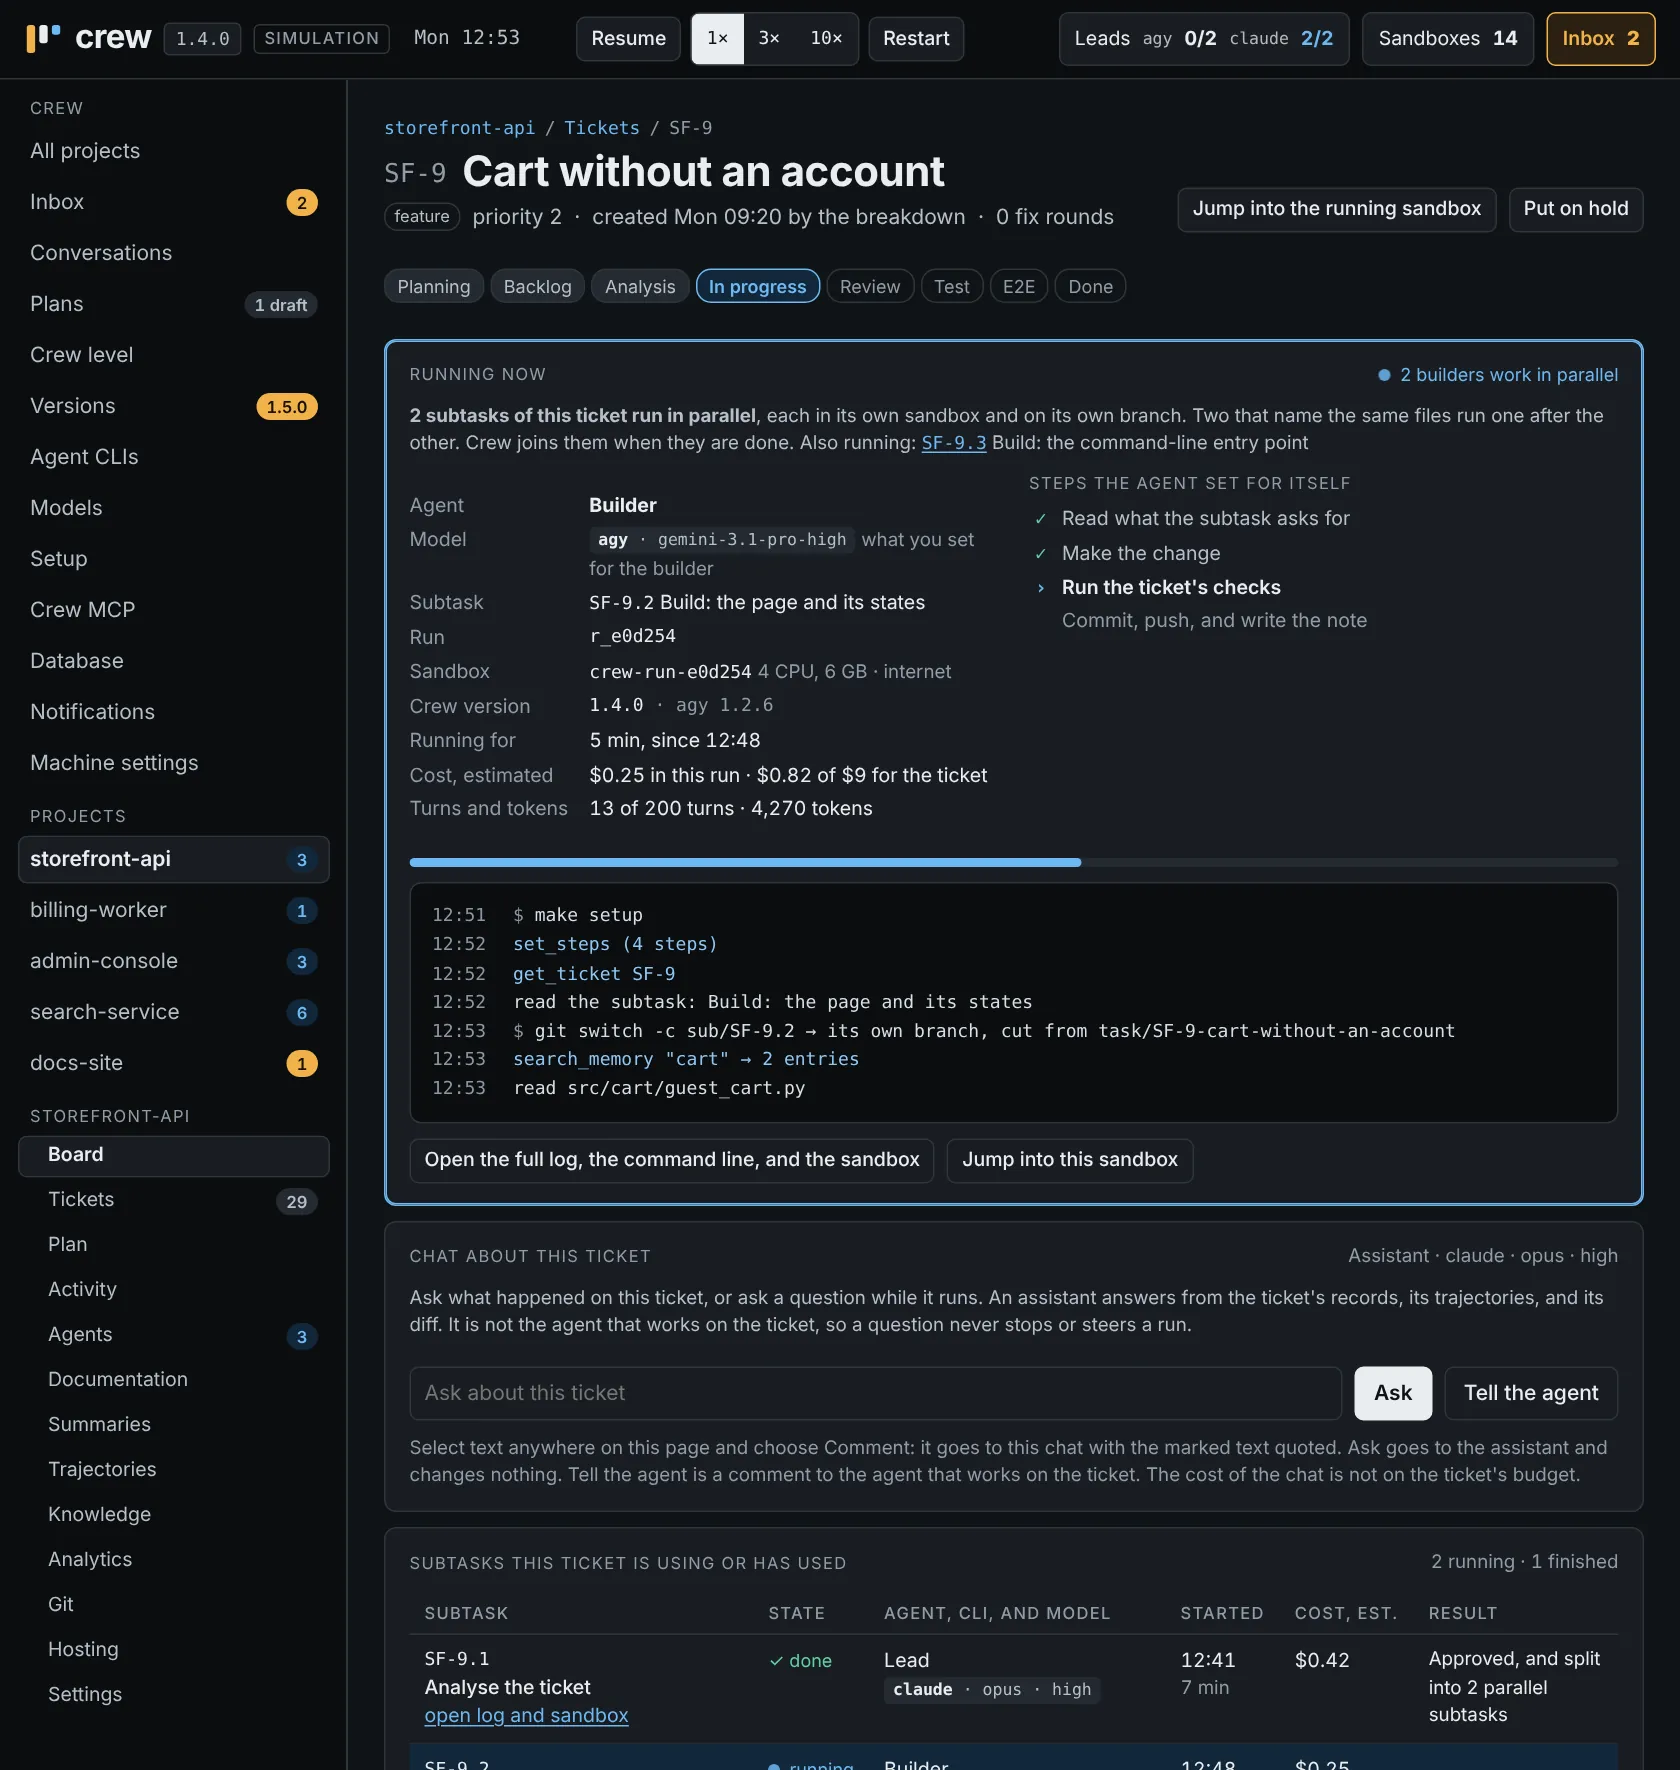 crew 1.4.0 SIMULATION Mon 12:53 Resume 1× 3× 10× Restart Leads agy 0/2 claude 2/2 Sandboxes 14 Inbox 2
CREW
All projects
Inbox 2
Conversations
Plans 1 draft
Crew level
Versions 1.5.0
Agent CLIs
Models
Setup
Crew MCP
Database
Notifications
Machine settings
PROJECTS
storefront-api 3
billing-worker 1
admin-console 3
search-service 6
docs-site 1
STOREFRONT-API
Board
Tickets 29
Plan
Activity
Agents 3
Documentation
Summaries
Trajectories
Knowledge
Analytics
Git
Hosting
Settings
storefront-api / Tickets / SF-9
SF-9 Cart without an account
feature priority 2 · created Mon 09:20 by the breakdown · 0 fix rounds
Jump into the running sandbox Put on hold
Planning Backlog Analysis In progress Review Test E2E Done
RUNNING NOW 2 builders work in parallel
2 subtasks of this ticket run in parallel, each in its own sandbox and on its own branch. Two that name the same files run one after the
other. Crew joins them when they are done. Also running: SF-9.3 Build: the command-line entry point
Agent Builder
Model agy · gemini-3.1-pro-high what you set
for the builder
Subtask SF-9.2 Build: the page and its states
Run r_e0d254
Sandbox crew-run-e0d254 4 CPU, 6 GB · internet
Crew version 1.4.0 · agy 1.2.6
Running for 5 min, since 12:48
Cost, estimated $0.25 in this run · $0.82 of $9 for the ticket
Turns and tokens 13 of 200 turns · 4,270 tokens
STEPS THE AGENT SET FOR ITSELF
✓ Read what the subtask asks for
✓ Make the change
› Run the ticket's checks
Commit, push, and write the note
12:51 $ make setup
12:52 set_steps (4 steps)
12:52 get_ticket SF-9
12:52 read the subtask: Build: the page and its states
12:53 $ git switch -c sub/SF-9.2 → its own branch, cut from task/SF-9-cart-without-an-account
12:53 search_memory "cart" → 2 entries
12:53 read src/cart/guest_cart.py
Open the full log, the command line, and the sandbox Jump into this sandbox
CHAT ABOUT THIS TICKET Assistant · claude · opus · high
Ask what happened on this ticket, or ask a question while it runs. An assistant answers from the ticket's records, its trajectories, and its
diff. It is not the agent that works on the ticket, so a question never stops or steers a run.
Ask about this ticket Ask Tell the agent
Select text anywhere on this page and choose Comment: it goes to this chat with the marked text quoted. Ask goes to the assistant and
changes nothing. Tell the agent is a comment to the agent that works on the ticket. The cost of the chat is not on the ticket's budget.
SUBTASKS THIS TICKET IS USING OR HAS USED 2 running · 1 finished
SUBTASK STATE AGENT, CLI, AND MODEL STARTED COST, EST. RESULT
SF-9.1 ✓ done Lead 12:41 $0.42 Approved, and split
Analyse the ticket claude · opus · high 7 min into 2 parallel
open log and sandbox subtasks
SF-9.2 running Builder 12:48 $0.25